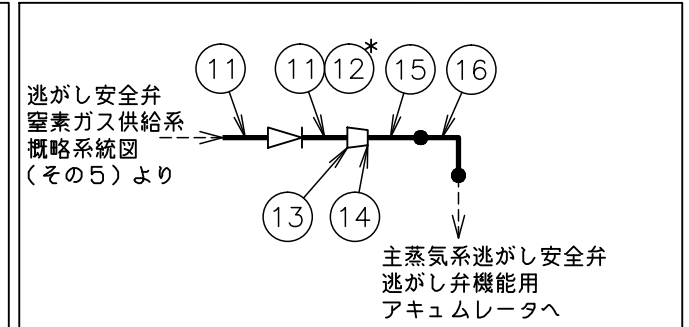 11 11 12* 15 16
逃がし安全弁
窒素ガス供給系
概略系統図
（その5）より
13 14
主蒸気系逃がし安全弁
逃がし弁機能用
アキュムレータへ